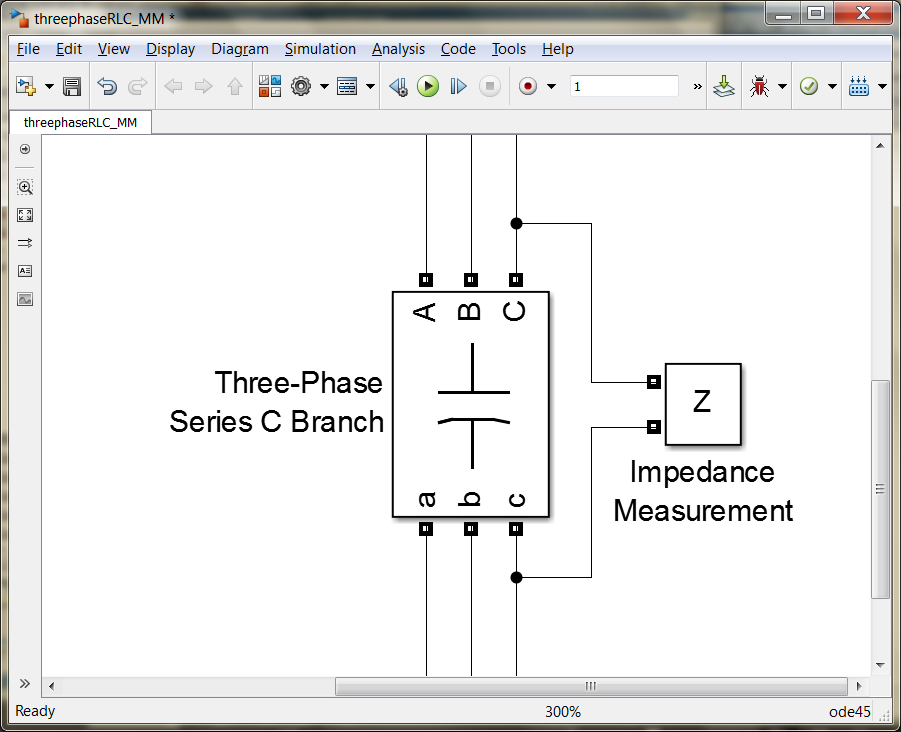 threephaseRLC_MM *
File Edit View Display Diagram Simulation Analysis Code Tools Help
1 »
threephaseRLC_MM
A B C
Three-Phase
Series C Branch
a b c
Z
Impedance
Measurement
Ready 300% ode45